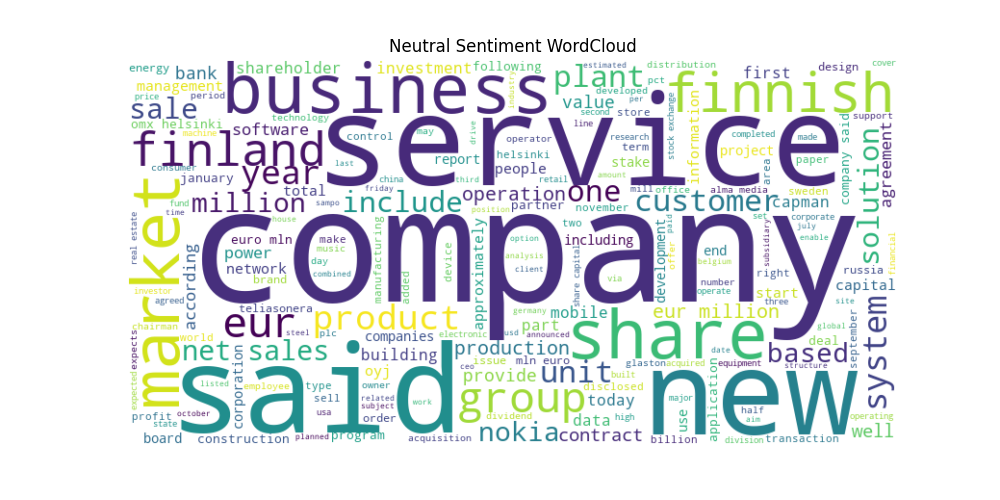 Neutral Sentiment WordCloud
energy
bank
shareholder
investment
following
estimated
distribution
pct
first
design
cover
management
price
period
sale
business
industry
plant
value
developed
per
finnish
omx helsinki
technology
software
control
may
drive
second
line
store
stock exchange
information
completed
made
support
machine
finland
service
operator
helsinki
research
term
project
paper
company said
agreement
consumer
last
report
people
stake
area
solution
january
year
china
friday
third
retail
mill
office
alma media
sweden
fund
total
sampo
include
operation
one
amount
customer
capman
market
time
million
house
partner
position
november
two
offer
paid
set
corporate
july
real estate
according
euro mln
make
music
manufacturing
added
device
approximately
option
including
development
company
subsidiary
end
enable
financial
power
day
analysis
client
share capital
via
belgium
number
right
russia
network
combined
brand
operate
three
start
capital
investor
agreed
teliasonera
germany
site
chairman
eur
product
part
mobile
share
eur million
deal
september
global
system
expects
world
steel
plc
companies
electronic
usd
announced
net sales
building
production
based
date
structure
corporation
oyj
issue
ceo
mln euro
glaston
acquired
equipment
expected
listed
employee
type
owner
provide
unit
built
disclosed
major
application
said
sell
related
subject
work
group
today
use
new
half
aim
operating
profit
october
usa
order
dividend
data
high
state
well
board
construction
planned
program
acquisition
nokia
contract
billion
division
transaction